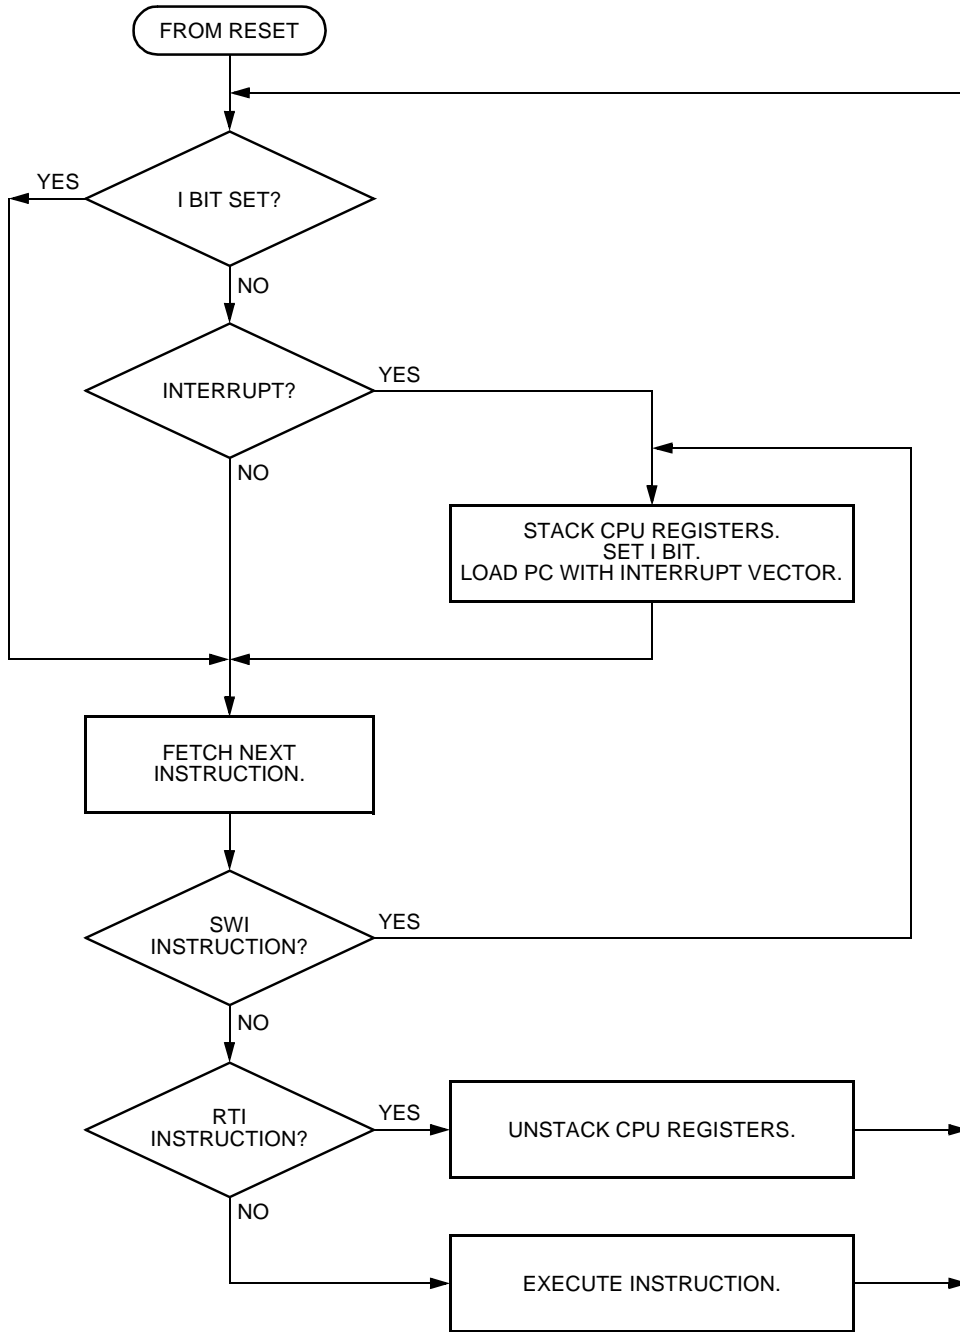 FROM RESET
I BIT SET?
YES
NO
INTERRUPT?
YES
NO
STACK CPU REGISTERS.
SET I BIT.
LOAD PC WITH INTERRUPT VECTOR.
FETCH NEXT
INSTRUCTION.
SWI
INSTRUCTION?
YES
NO
RTI
INSTRUCTION?
YES
UNSTACK CPU REGISTERS.
NO
EXECUTE INSTRUCTION.